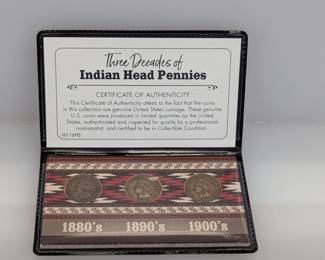 Three Decades of
Indian Head Pennies
CERTIFICATE OF AUTHENTICITY
This Certificate of Authenticity attests to the fact that the coins
in this collection are genuine United States coinage. These genuine
U.S. coins were produced in limited quantities by the United
States, authenticated and inspected for quality by a professional
numismatist, and certified to be in Collectible Condition.
1880's 1890's 1900's